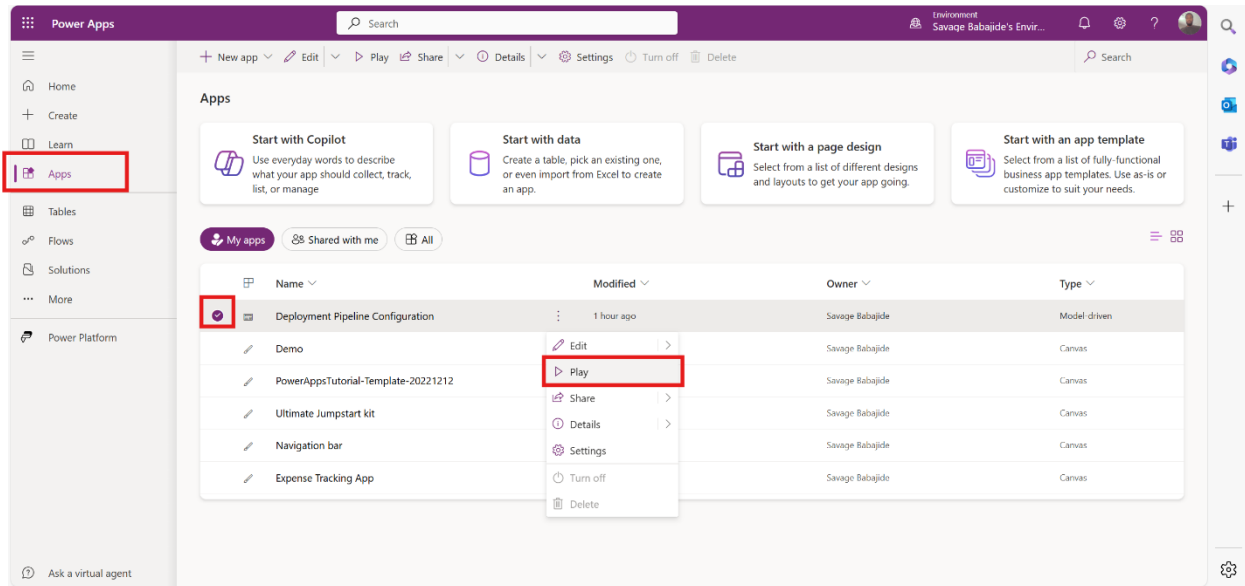 Power Apps
Search
Environment
Savage Babajide's Envir...
?
New app
Edit
Play
Share
Details
Settings
Turn off
Delete
Search
Home
Create
Learn
Apps
Tables
Flows
Solutions
More
Power Platform
Ask a virtual agent
Apps
Start with Copilot
Use everyday words to describe
what your app should collect, track,
list, or manage
Start with data
Create a table, pick an existing one,
or even import from Excel to create
an app.
Start with a page design
Select from a list of different designs
and layouts to get your app going.
Start with an app template
Select from a list of fully-functional
business app templates. Use as-is or
customize to suit your needs.
My apps
Shared with me
All
Name Modified Owner Type
Deployment Pipeline Configuration 1 hour ago Savage Babajide Model-driven
Demo Savage Babajide Canvas
PowerAppsTutorial-Template-20221212 Savage Babajide Canvas
Ultimate Jumpstart kit Savage Babajide Canvas
Navigation bar Savage Babajide Canvas
Expense Tracking App Savage Babajide Canvas
Edit
Play
Share
Details
Settings
Turn off
Delete